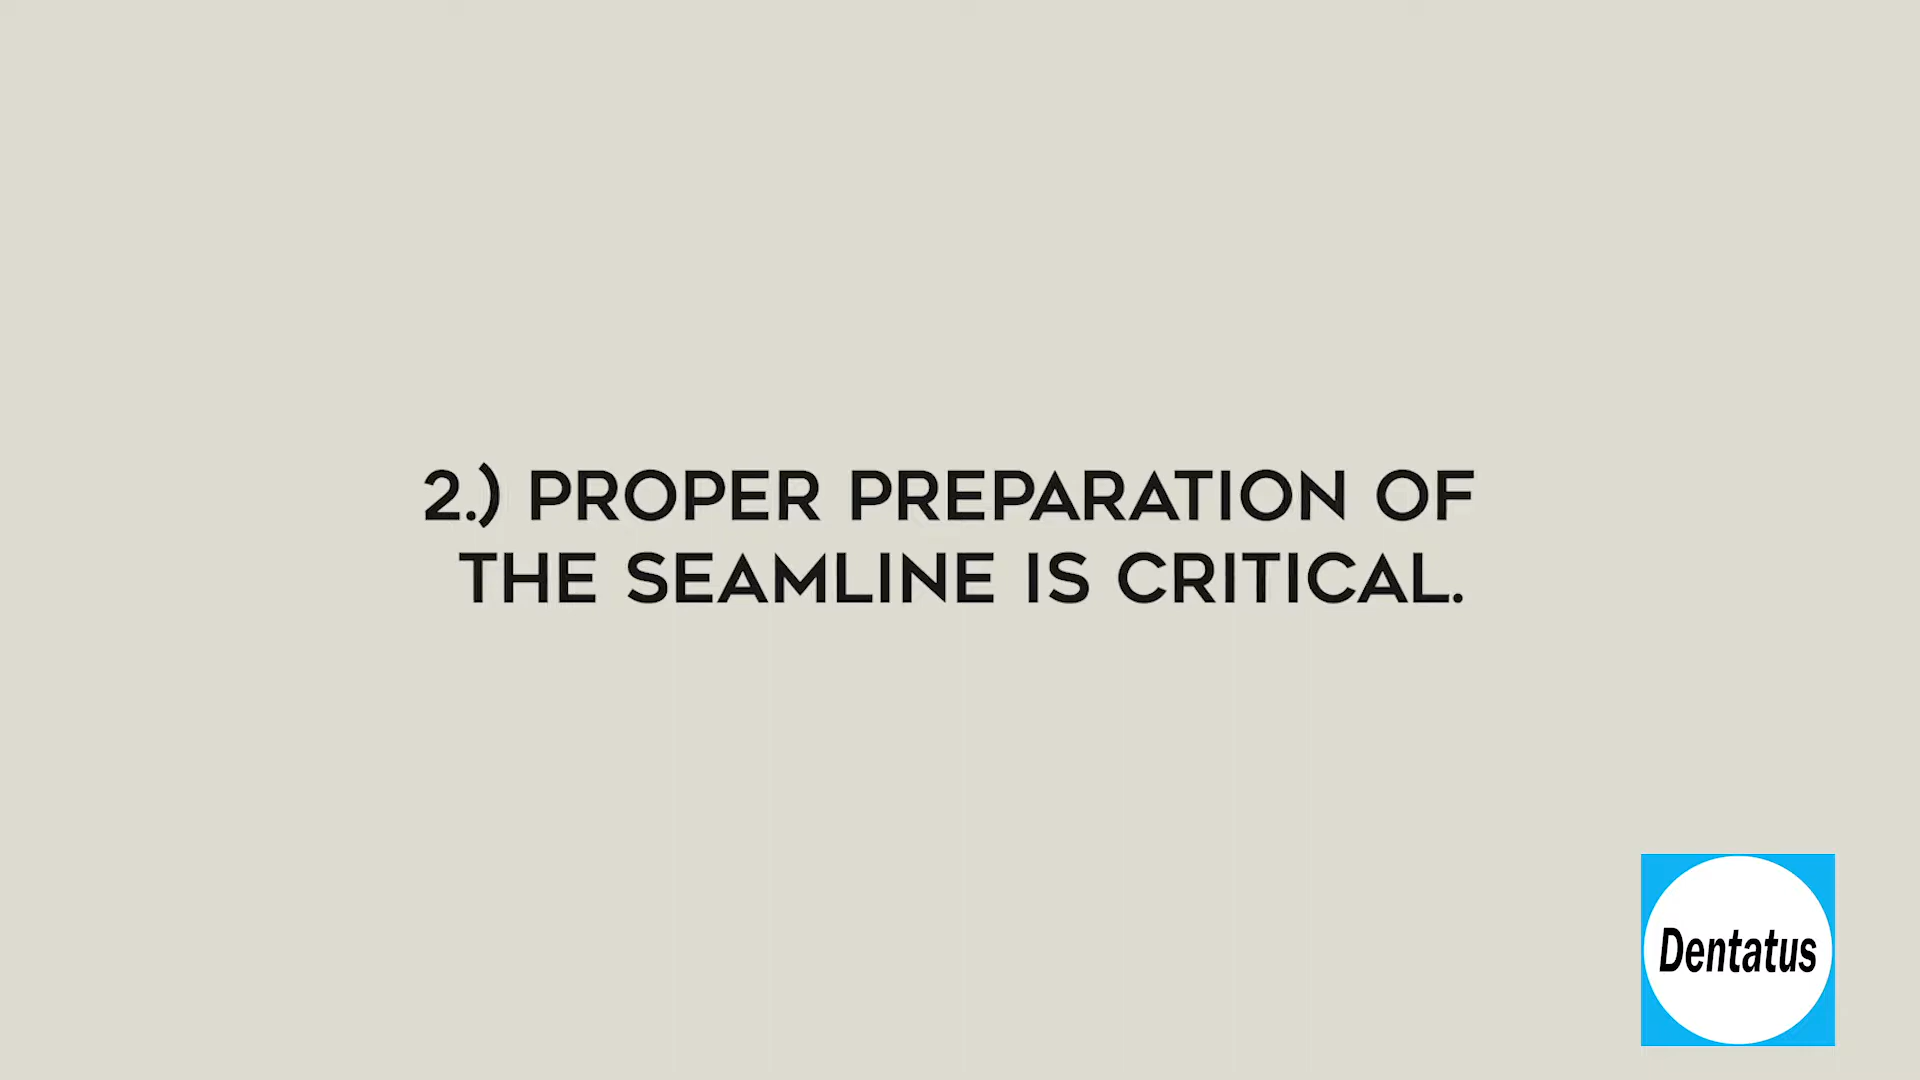 2.) PROPER PREPARATION OF
THE SEAMLINE IS CRITICAL.
Dentatus